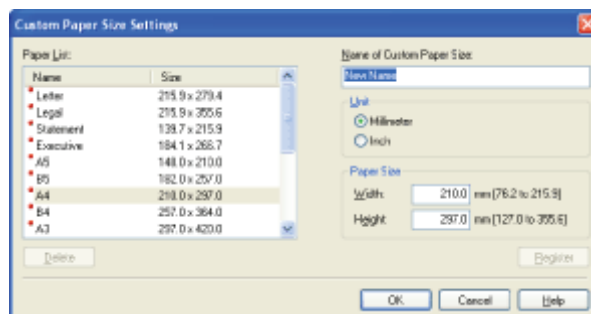 Custom Paper Size Settings
Paper List:
Name Size
Letter 215.9 x 279.4
Legal 215.9 x 355.6
Statement 139.7 x 215.9
Executive 184.1 x 266.7
A5 148.0 x 210.0
B5 182.0 x 257.0
A4 210.0 x 297.0
B4 257.0 x 364.0
A3 297.0 x 420.0
Delete
Name of Custom Paper Size:
New Name
Unit
Millimeter
Inch
Paper Size
Width: 210.0 mm [76.2 to 215.9]
Height: 297.0 mm [127.0 to 355.6]
Register
OK Cancel Help